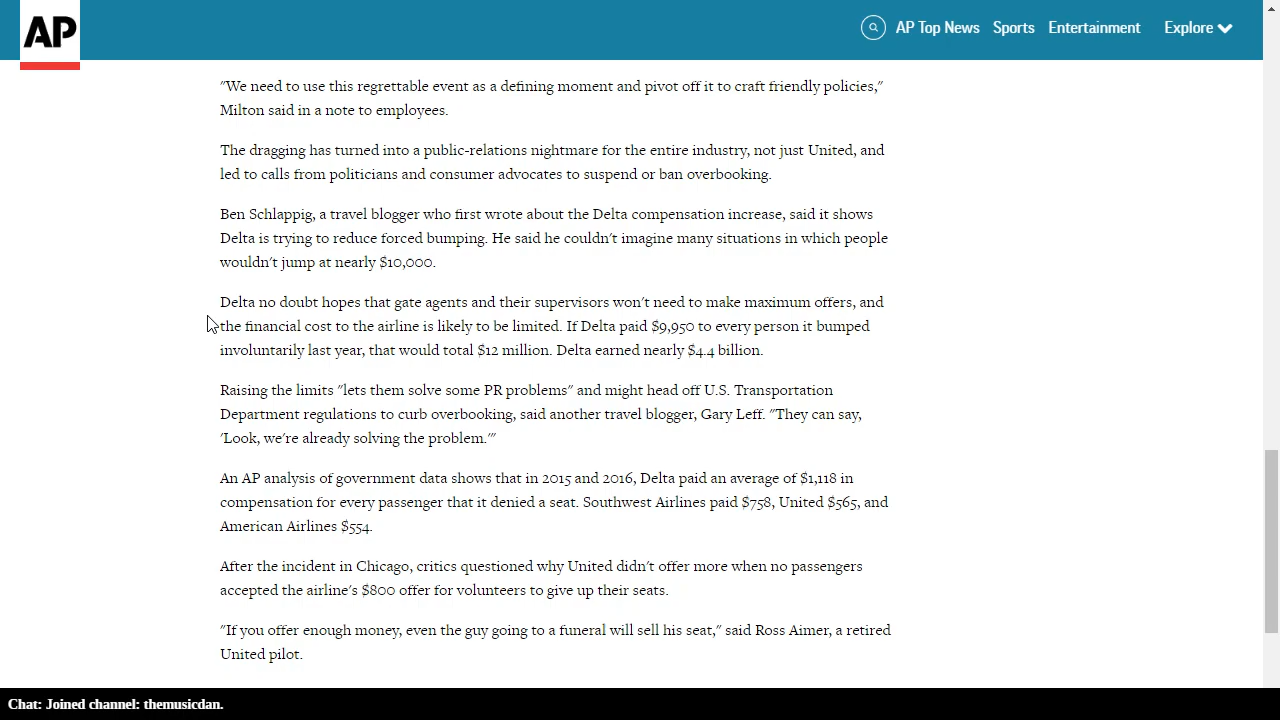 AP
AP Top News Sports Entertainment Explore
"We need to use this regrettable event as a defining moment and pivot off it to craft friendly policies,"
Milton said in a note to employees.
The dragging has turned into a public-relations nightmare for the entire industry, not just United, and
led to calls from politicians and consumer advocates to suspend or ban overbooking.
Ben Schlappig, a travel blogger who first wrote about the Delta compensation increase, said it shows
Delta is trying to reduce forced bumping. He said he couldn't imagine many situations in which people
wouldn't jump at nearly $10,000.
Delta no doubt hopes that gate agents and their supervisors won't need to make maximum offers, and
the financial cost to the airline is likely to be limited. If Delta paid $9,950 to every person it bumped
involuntarily last year, that would total $12 million. Delta earned nearly $4.4 billion.
Raising the limits "lets them solve some PR problems" and might head off U.S. Transportation
Department regulations to curb overbooking, said another travel blogger, Gary Leff. "They can say,
'Look, we're already solving the problem.'"
An AP analysis of government data shows that in 2015 and 2016, Delta paid an average of $1,118 in
compensation for every passenger that it denied a seat. Southwest Airlines paid $758, United $565, and
American Airlines $554.
After the incident in Chicago, critics questioned why United didn't offer more when no passengers
accepted the airline's $800 offer for volunteers to give up their seats.
"If you offer enough money, even the guy going to a funeral will sell his seat," said Ross Aimer, a retired
United pilot.
Chat: Joined channel: themusicdan.